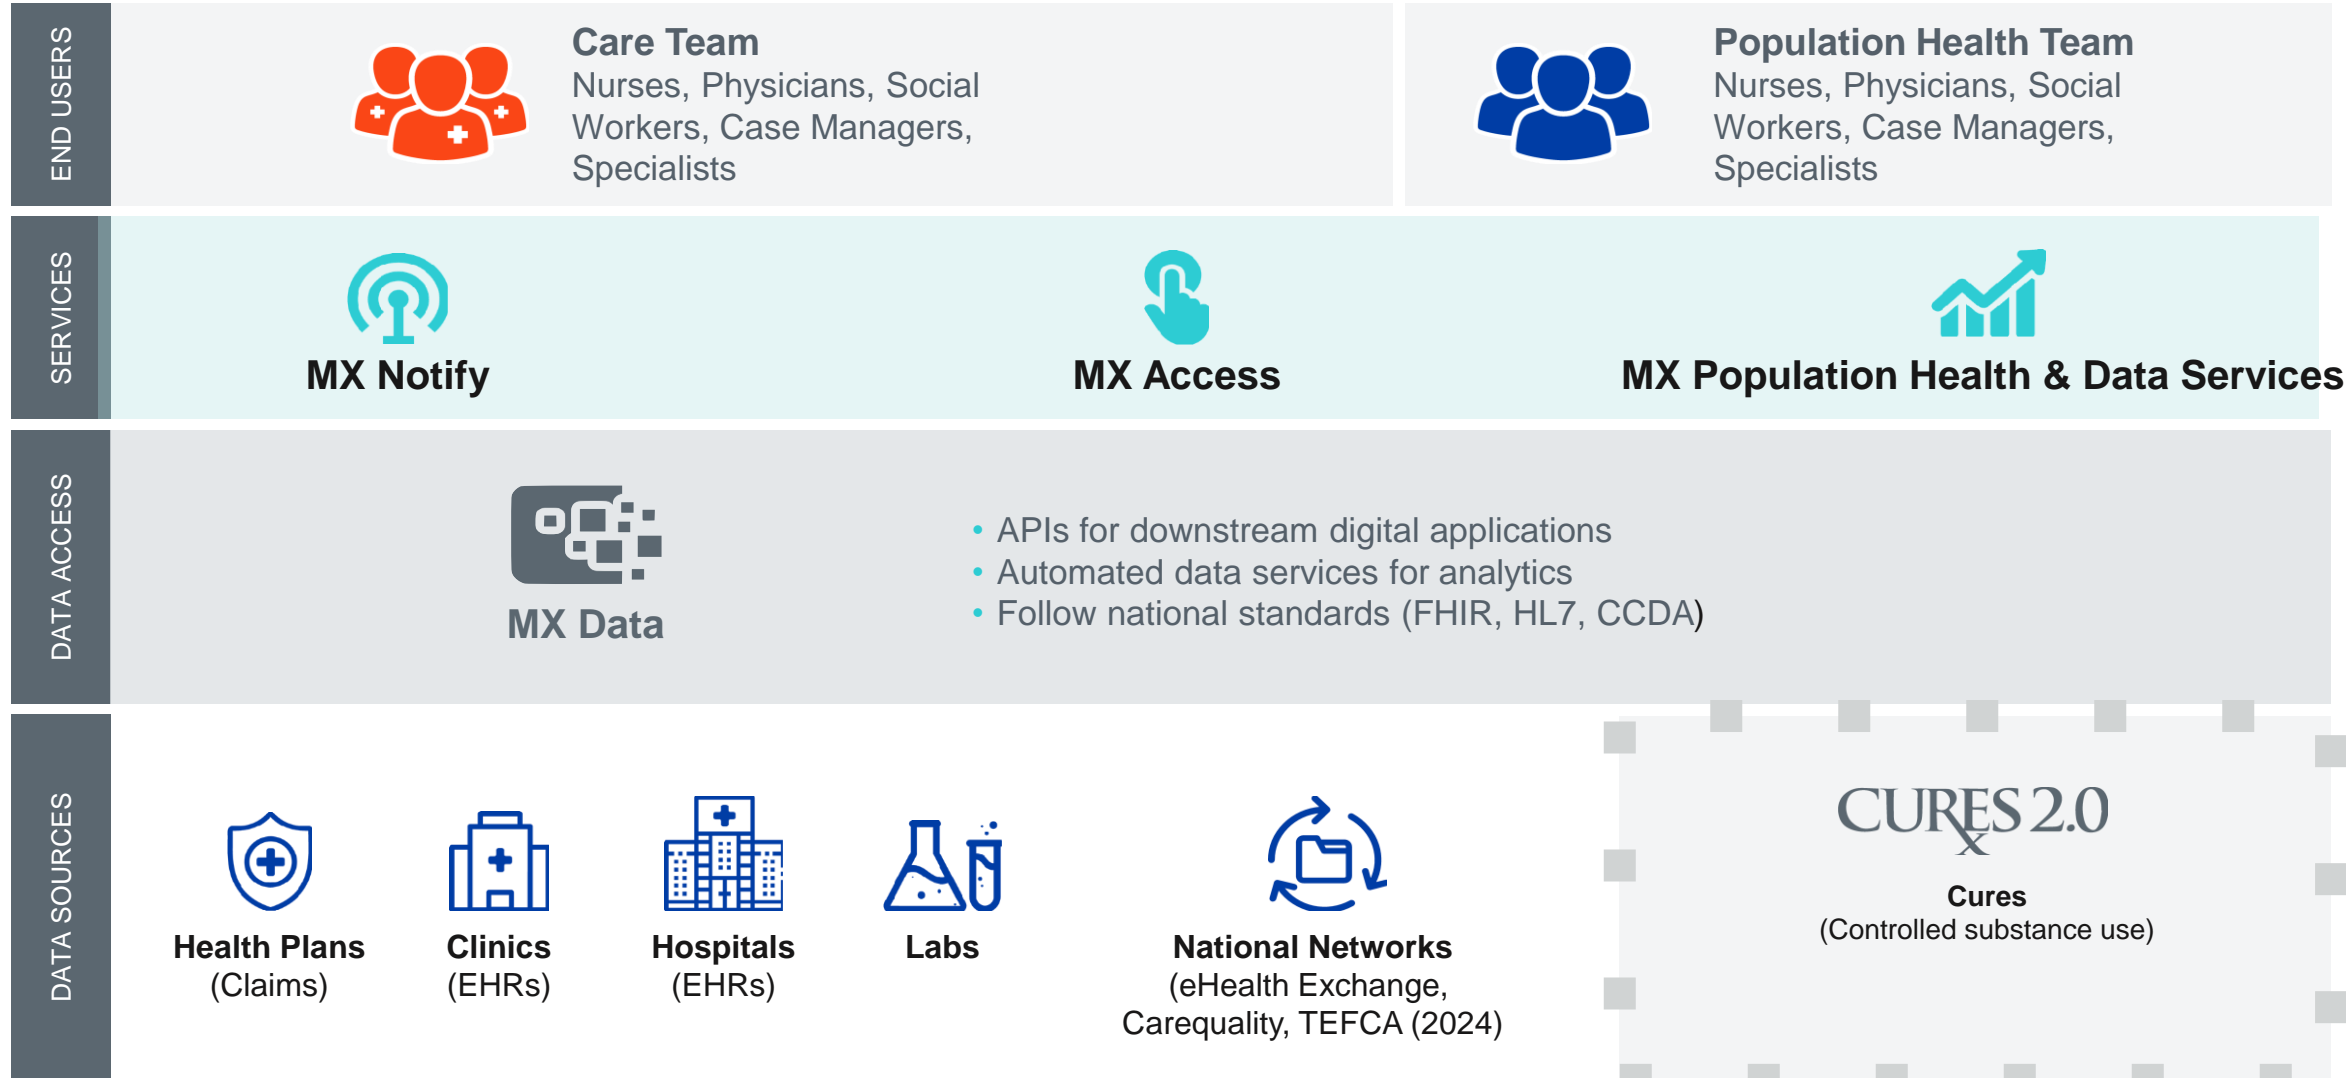 END USERS
Care Team
Nurses, Physicians, Social
Workers, Case Managers,
Specialists
Population Health Team
Nurses, Physicians, Social
Workers, Case Managers,
Specialists
SERVICES
MX Notify
MX Access
MX Population Health & Data Services
DATA ACCESS
MX Data
• APIs for downstream digital applications
• Automated data services for analytics
• Follow national standards (FHIR, HL7, CCDA)
DATA SOURCES
Health Plans
(Claims)
Clinics
(EHRs)
Hospitals
(EHRs)
Labs
National Networks
(eHealth Exchange,
Carequality, TEFCA (2024)
CURES 2.0
Cures
(Controlled substance use)